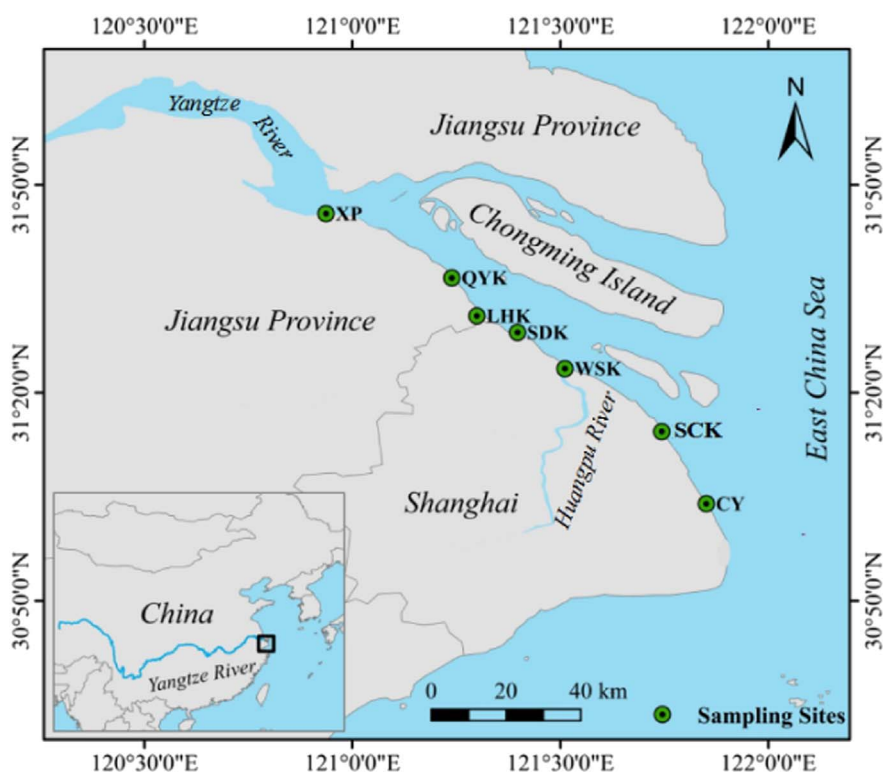 120°30'0"E 121°0'0"E 121°30'0"E 122°0'0"E
N
Yangtze
River
Jiangsu Province
31°50'0"N
31°50'0"N
XP
Chongming Island
QYK
Jiangsu Province
LHK
SDK
East China Sea
WSK
31°20'0"N
31°20'0"N
Huangpu River
SCK
Shanghai
CY
China
Yangtze River
30°50'0"N
30°50'0"N
0 20 40 km
Sampling Sites
120°30'0"E 121°0'0"E 121°30'0"E 122°0'0"E